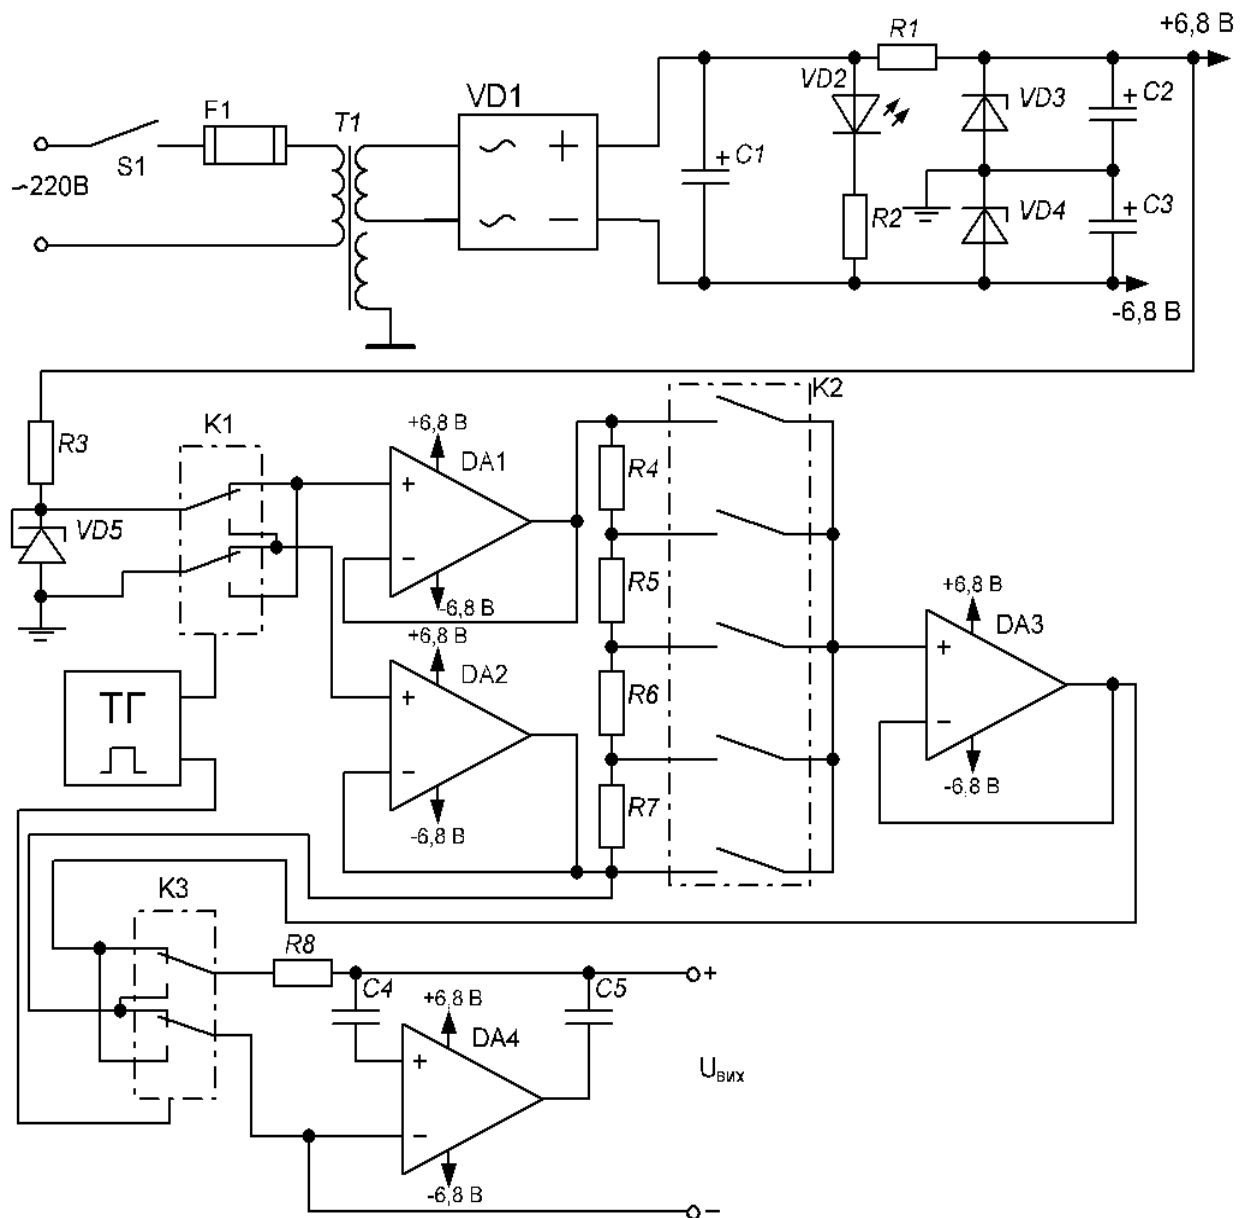 +6,8 В
R1
VD2
VD1
F1
T1
VD3
C2
C1
S1
~220В
R2
VD4
C3
-6,8 В
K2
K1
+6,8 В
R3
DA1
R4
VD5
R5
-6,8 В
+6,8 В
+6,8 В
DA3
DA2
R6
ТГ
-6,8 В
R7
-6,8 В
K3
R8
C4
C5
+
+6,8 В
DA4
Uвих
-6,8 В
−